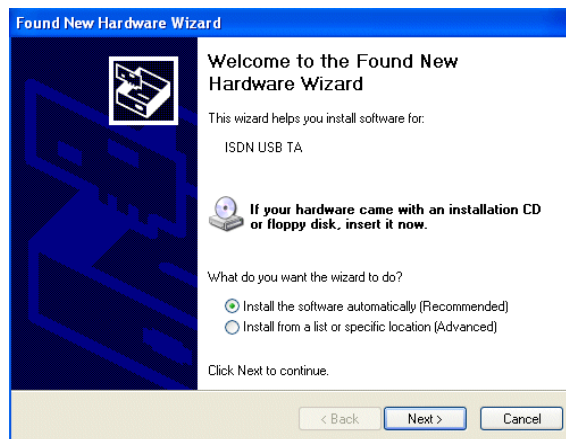 Found New Hardware Wizard
Welcome to the Found New
Hardware Wizard
This wizard helps you install software for:
ISDN USB TA
If your hardware came with an installation CD
or floppy disk, insert it now.
What do you want the wizard to do?
Install the software automatically (Recommended)
Install from a list or specific location (Advanced)
Click Next to continue.
< Back Next > Cancel